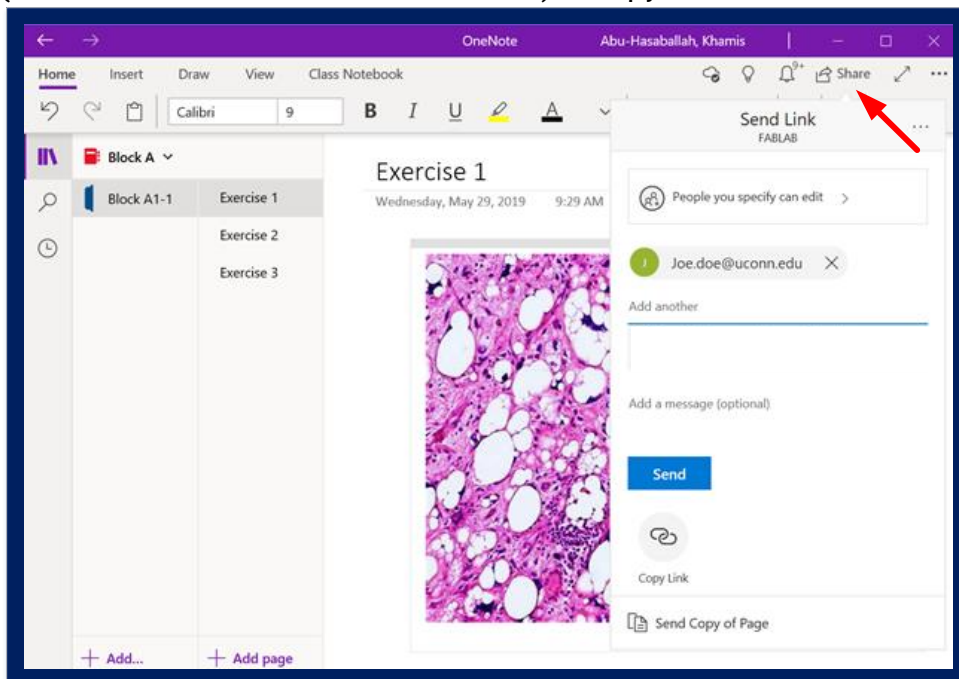 OneNote Abu-Hasaballah, Khamis
Home Insert Draw View Class Notebook 9+ Share
Calibri 9 B I U A
Send Link
FABLAB
Block A
Exercise 1
Block A1-1 Exercise 1
Wednesday, May 29, 2019 9:29 AM
People you specify can edit
Exercise 2
J Joe.doe@uconn.edu
Exercise 3
Add another
Add a message (optional)
Send
Copy Link
Send Copy of Page
+ Add... + Add page